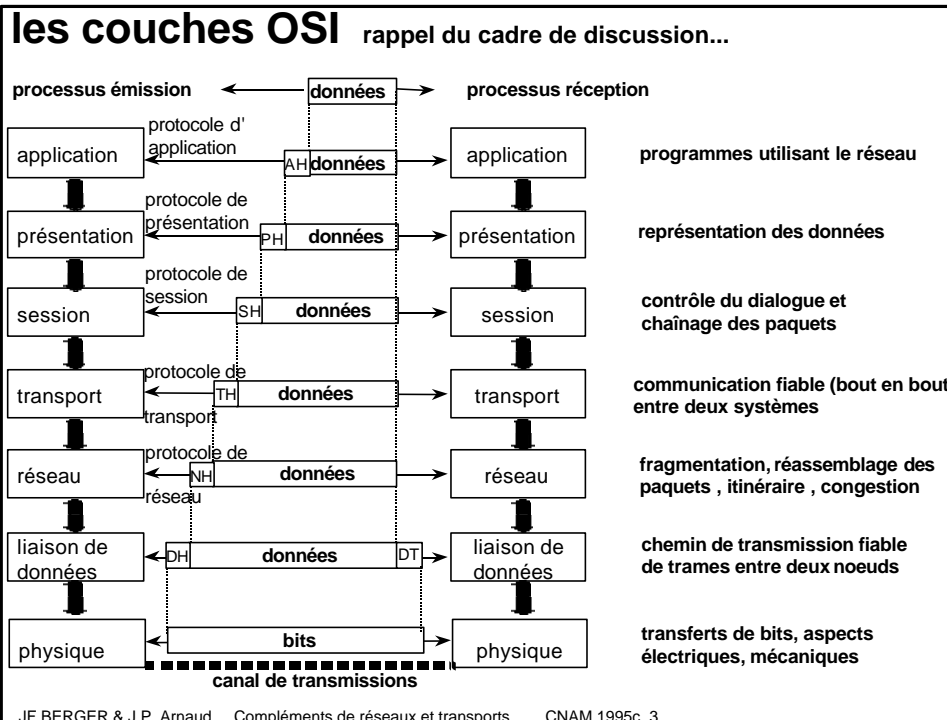 les couches OSI rappel du cadre de discussion...
processus émission données processus réception
protocole d'
application
application AH données application programmes utilisant le réseau
protocole de
présentation
présentation PH données présentation représentation des données
protocole de
session
session SH données session contrôle du dialogue et
chaînage des paquets
protocole de
transport
transport TH données transport communication fiable (bout en bout
entre deux systèmes
protocole de
réseau
réseau NH données réseau fragmentation, réassemblage des
paquets , itinéraire , congestion
liaison de
données
DH données DT
liaison de
données
chemin de transmission fiable
de trames entre deux noeuds
physique bits physique transferts de bits, aspects
électriques, mécaniques
canal de transmissions
JF BERGER & J.P. Arnaud Compléments de réseaux et transports CNAM 1995c 3